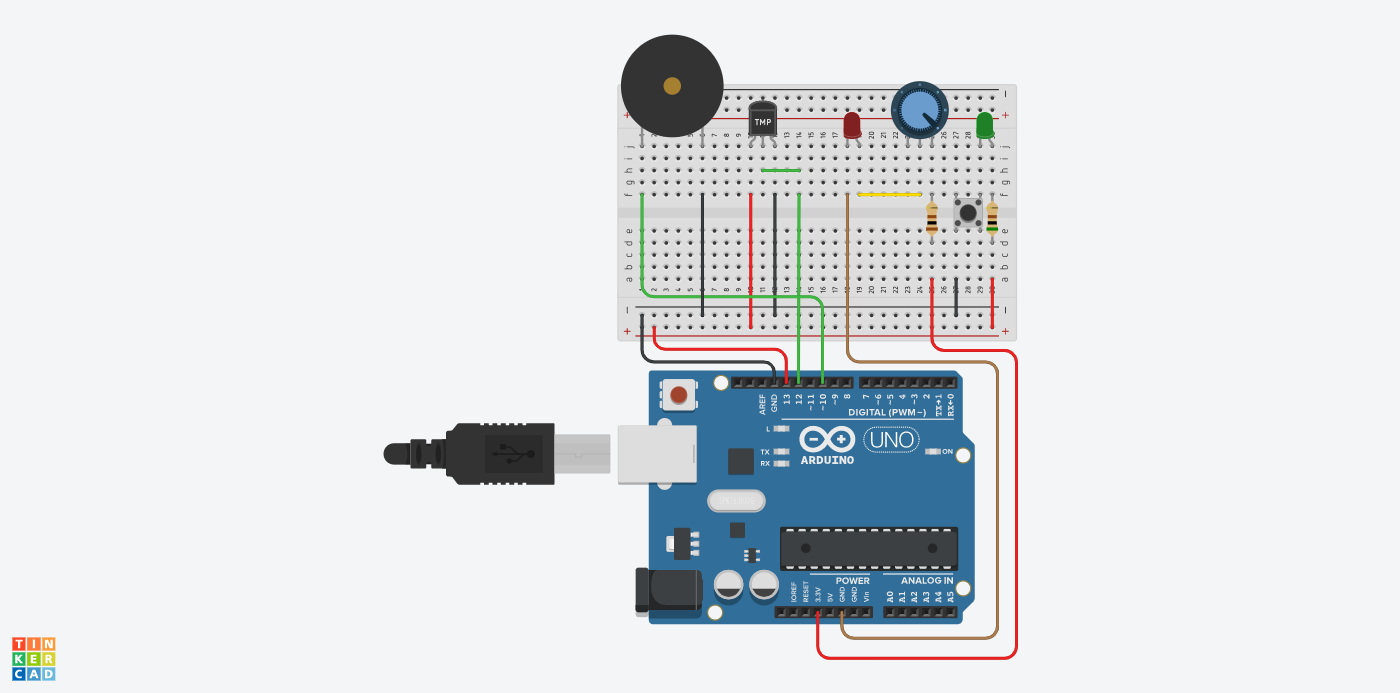 TMP
AREF
GND
13
12
~11
~10
~9
8
7
~6
~5
4
~3
2
TX→1
RX←0
DIGITAL (PWM~)
L
TX
RX
ARDUINO
UNO
ON
POWER
ANALOG IN
IOREF
RESET
3.3V
5V
GND
GND
Vin
A0
A1
A2
A3
A4
A5
TIN
KER
CAD